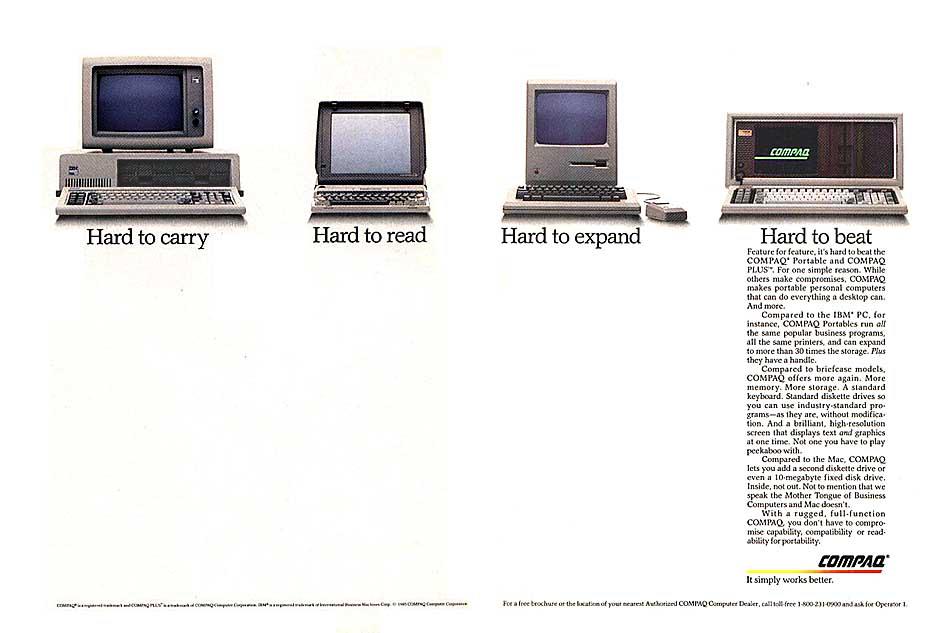 IBM
COMPAQ
Hard to carry
Hard to read
Hard to expand
Hard to beat
Feature for feature, it's hard to beat the
COMPAQ® Portable and COMPAQ
PLUS™. For one simple reason. While
others make compromises, COMPAQ
makes portable personal computers
that can do everything a desktop can.
And more.
Compared to the IBM® PC, for
instance, COMPAQ Portables run all
the same popular business programs,
all the same printers, and can expand
to more than 30 times the storage. Plus
they have a handle.
Compared to briefcase models,
COMPAQ offers more again. More
memory. More storage. A standard
keyboard. Standard diskette drives so
you can use industry-standard pro-
grams—as they are, without modifica-
tion. And a brilliant, high-resolution
screen that displays text and graphics
at one time. Not one you have to play
peekaboo with.
Compared to the Mac, COMPAQ
lets you add a second diskette drive or
even a 10-megabyte fixed disk drive.
Inside, not out. Not to mention that we
speak the Mother Tongue of Business
Computers and Mac doesn't.
With a rugged, full-function
COMPAQ, you don't have to compro-
mise capability, compatibility or read-
ability for portability.
COMPAQ®
It simply works better.
COMPAQ® is a registered trademark and COMPAQ PLUS™ is a trademark of COMPAQ Computer Corporation. IBM® is a registered trademark of International Business Machines Corp. © 1985 COMPAQ Computer Corporation
For a free brochure or the location of your nearest Authorized COMPAQ Computer Dealer, call toll-free 1-800-231-0900 and ask for Operator 1.